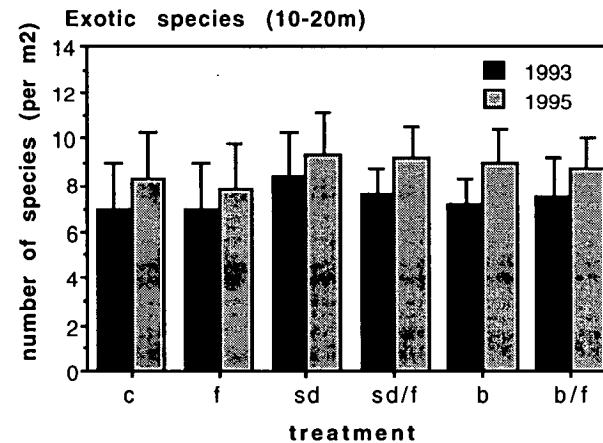 Exotic species (10-20m)
number of species (per m2)
14
12
10
8
6
4
2
0
1993
1995
c f sd sd/f b b/f
treatment